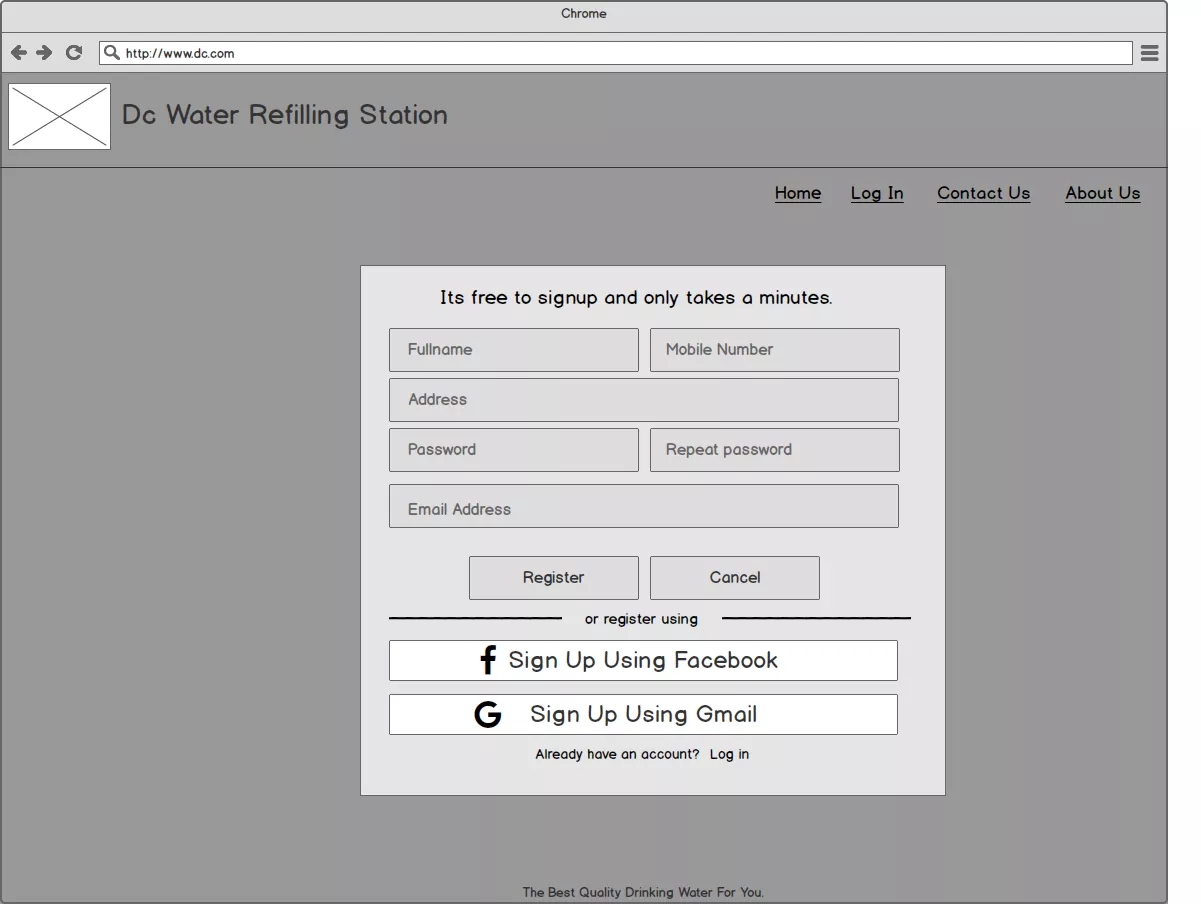 Chrome
http://www.dc.com
Dc Water Refilling Station
Home Log In Contact Us About Us
Its free to signup and only takes a minutes.
Fullname Mobile Number
Address
Password Repeat password
Email Address
Register Cancel
or register using
f Sign Up Using Facebook
G Sign Up Using Gmail
Already have an account? Log in
The Best Quality Drinking Water For You.